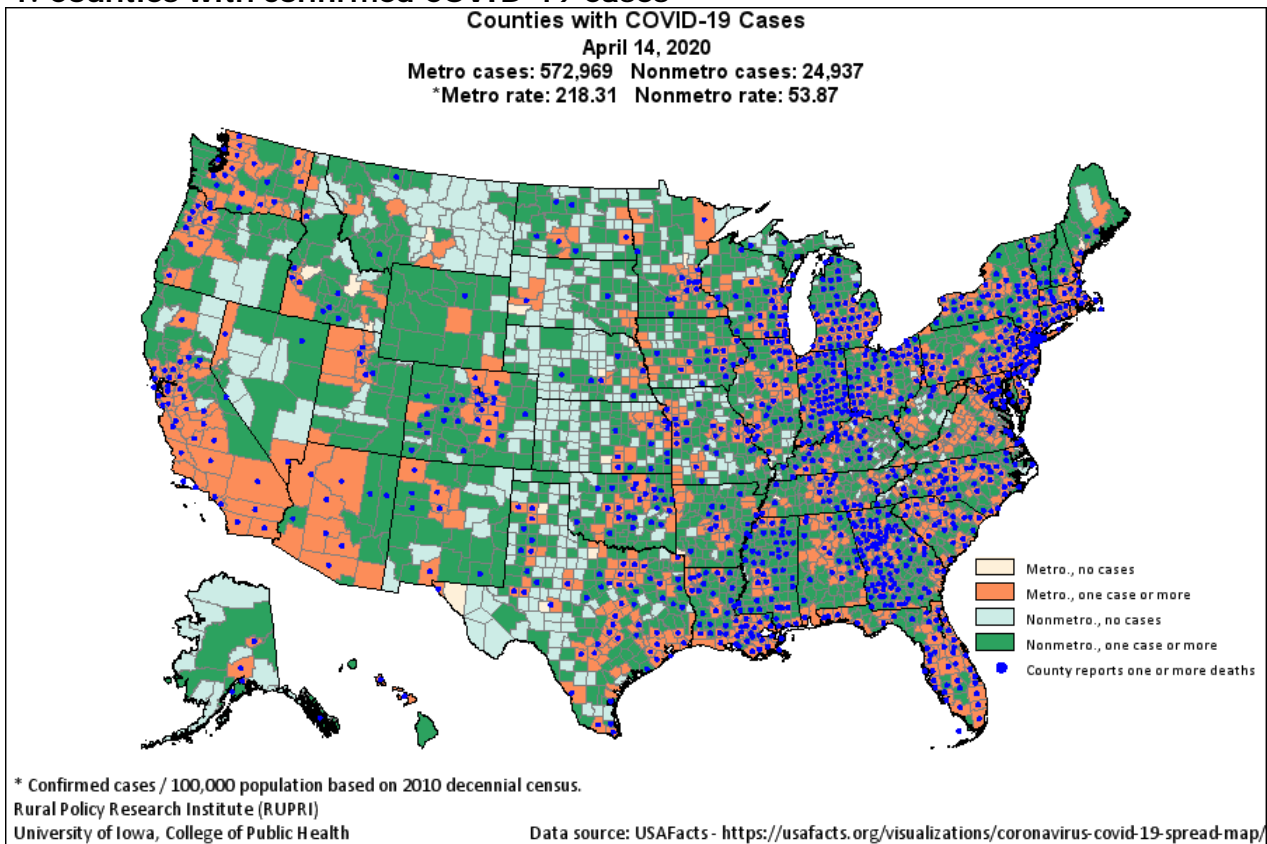 Counties with COVID-19 Cases
April 14, 2020
Metro cases: 572,969 Nonmetro cases: 24,937
*Metro rate: 218.31 Nonmetro rate: 53.87
Metro., no cases
Metro., one case or more
Nonmetro., no cases
Nonmetro., one case or more
County reports one or more deaths
* Confirmed cases / 100,000 population based on 2010 decennial census.
Rural Policy Research Institute (RUPRI)
University of Iowa, College of Public Health
Data source: USAFacts - https://usafacts.org/visualizations/coronavirus-covid-19-spread-map/